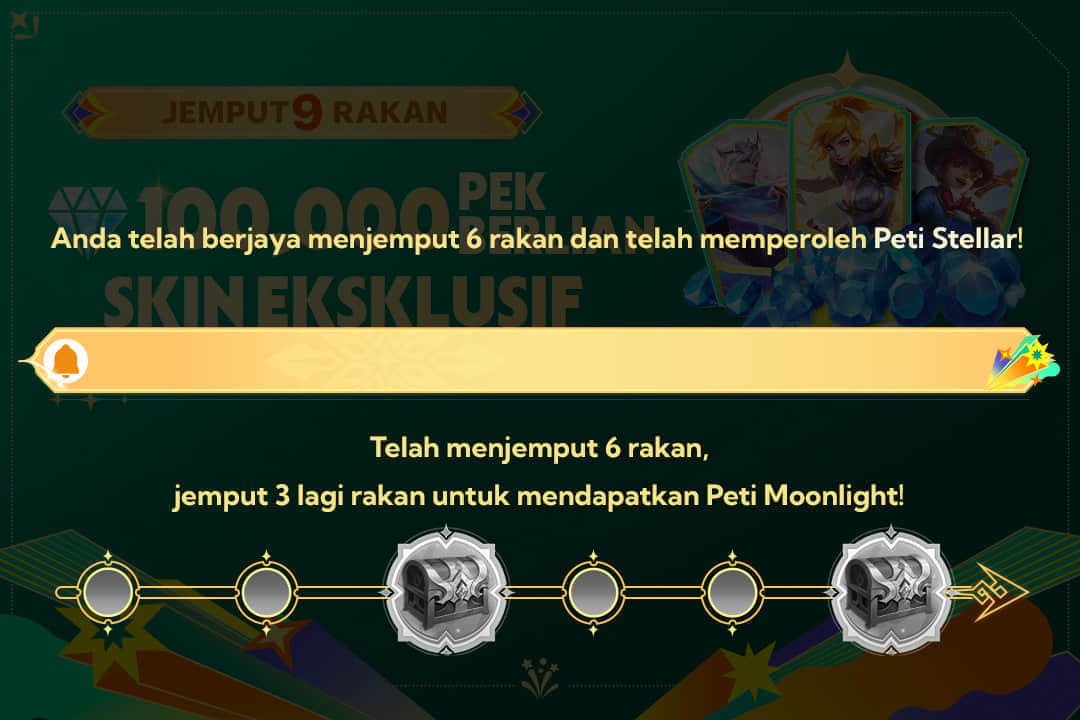 JEMPUT 9 RAKAN
100,000 PEK BERLIAN
Anda telah berjaya menjemput 6 rakan dan telah memperoleh Peti Stellar!
SKIN EKSKLUSIF
Telah menjemput 6 rakan,
jemput 3 lagi rakan untuk mendapatkan Peti Moonlight!